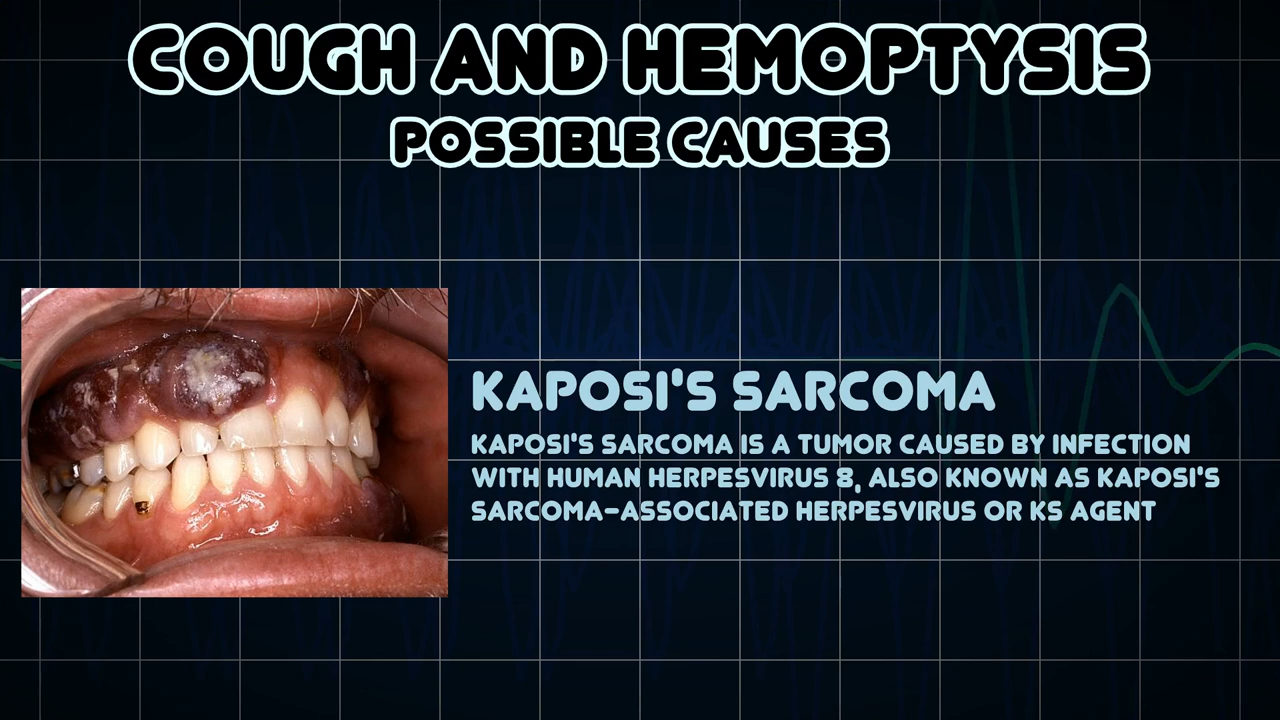 COUGH AND HEMOPTYSIS
POSSIBLE CAUSES
KAPOSI'S SARCOMA
KAPOSI'S SARCOMA IS A TUMOR CAUSED BY INFECTION
WITH HUMAN HERPESVIRUS 8, ALSO KNOWN AS KAPOSI'S
SARCOMA-ASSOCIATED HERPESVIRUS OR KS AGENT